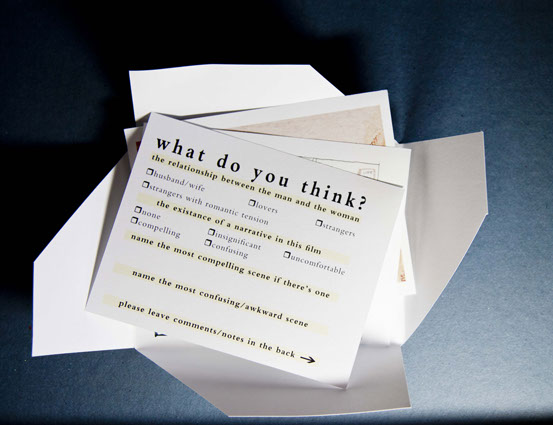 what do you think?
the relationship between the man and the woman
husband/wife lovers strangers
strangers with romantic tension
the existance of a narrative in this film
none insignificant uncomfortable
compelling confusing
name the most compelling scene if there's one
name the most confusing/awkward scene
please leave comments/notes in the back →